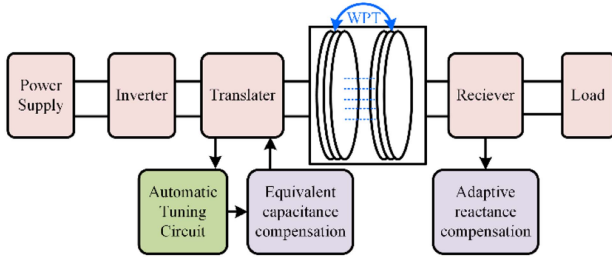 WPT
Power
Supply
Inverter
Translater
Reciever
Load
Automatic
Tuning
Circuit
Equivalent
capacitance
compensation
Adaptive
reactance
compensation